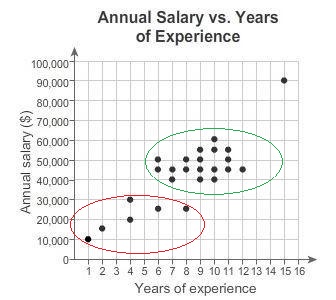 Annual Salary vs. Years
of Experience
Annual salary ($)
100,000
90,000
80,000
70,000
60,000
50,000
40,000
30,000
20,000
10,000
0
1 2 3 4 5 6 7 8 9 10 11 12 13 14 15 16
Years of experience